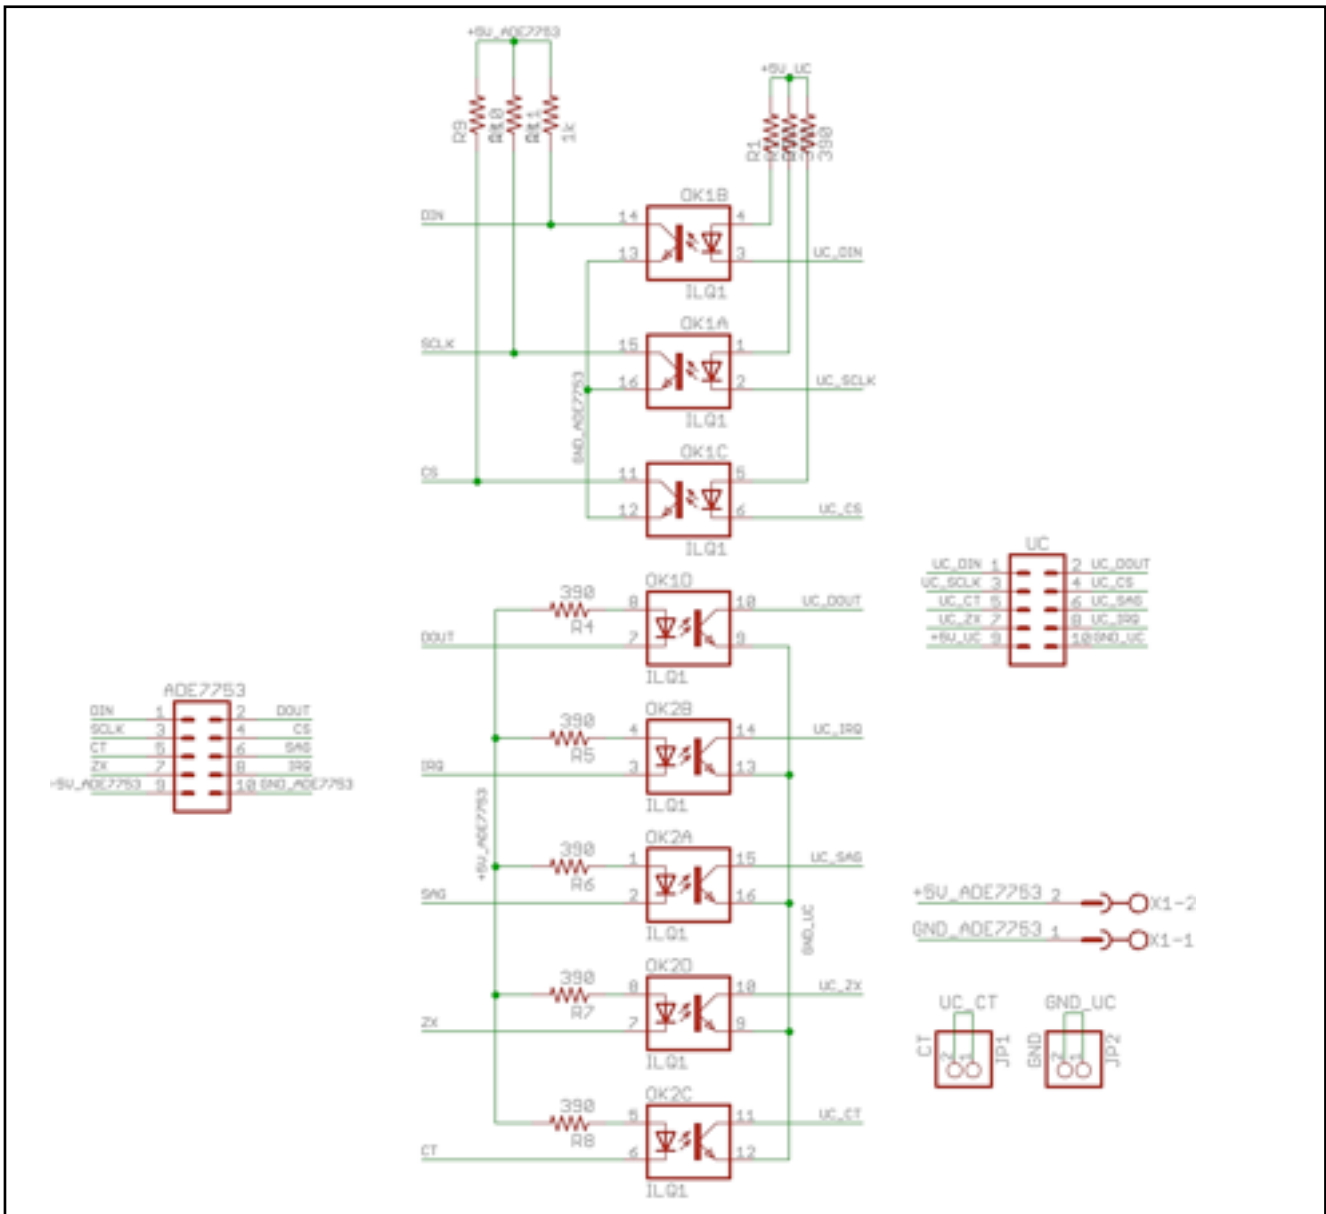 +5V_ADE7753
+5V_UC
R9
1k
R1
390
OK1B
DIN
14
4
13
3
UC_DIN
ILQ1
OK1A
SCLK
15
1
16
2
UC_SCLK
GND_ADE7753
ILQ1
OK1C
CS
11
5
12
6
UC_CS
ILQ1
UC
UC_DIN 1 2 UC_DOUT
UC_SCLK 3 4 UC_CS
UC_CT 5 6 UC_SAG
UC_ZX 7 8 UC_IRQ
+5V_UC 9 10 GND_UC
OK1D
390
8
10
UC_DOUT
R4
DOUT
7
9
ILQ1
ADE7753
DIN 1 2 DOUT
SCLK 3 4 CS
CT 5 6 SAG
ZX 7 8 IRQ
+5V_ADE7753 9 10 GND_ADE7753
OK2B
390
4
14
UC_IRQ
R5
IRQ
3
13
ILQ1
+5V_ADE7753
OK2A
390
1
15
UC_SAG
R6
SAG
2
16
ILQ1
GND_UC
+5V_ADE7753 2 X1-2
GND_ADE7753 1 X1-1
OK2D
390
8
10
UC_ZX
R7
ZX
7
9
ILQ1
UC_CT
GND_UC
CT
2
1
JP1
GND
2
1
JP2
OK2C
390
5
11
UC_CT
R8
CT
6
12
ILQ1